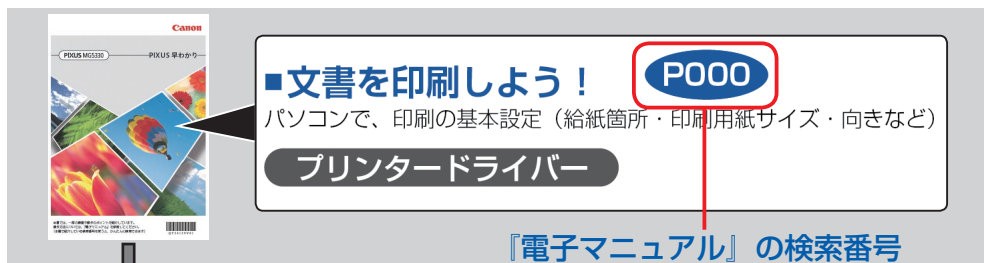 Canon
PIXUS MG5330
PIXUS 早わかり
■文書を印刷しよう！ P000
パソコンで、印刷の基本設定（給紙箇所・印刷用紙サイズ・向きなど）
プリンタードライバー
『電子マニュアル』の検索番号